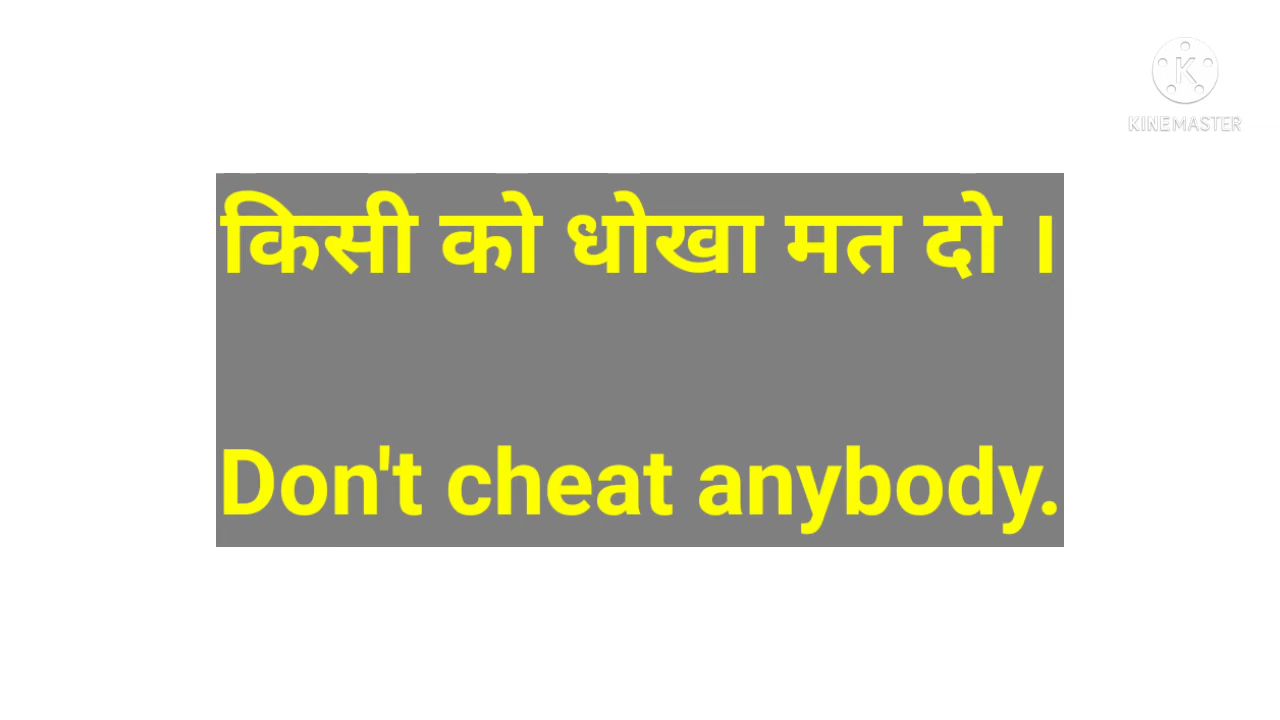 KINEMASTER
किसी को धोखा मत दो ।
Don't cheat anybody.